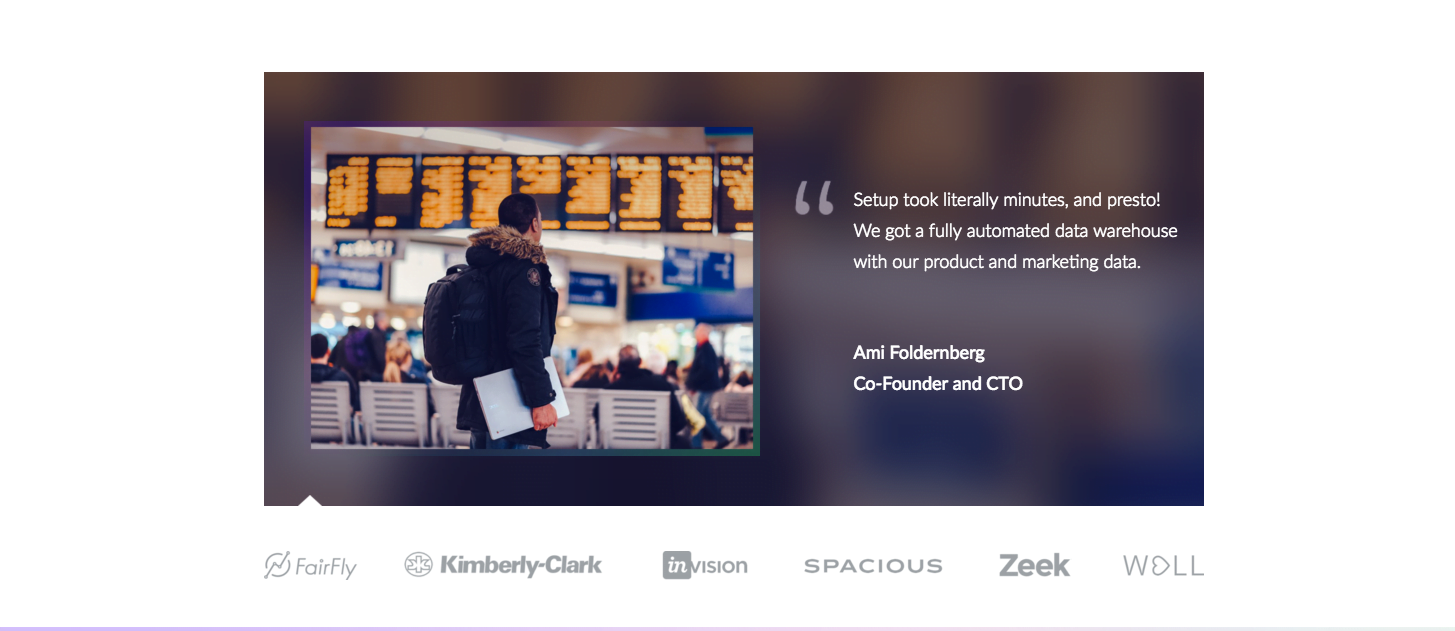 “
Setup took literally minutes, and presto!
We got a fully automated data warehouse
with our product and marketing data.
Ami Foldernberg
Co-Founder and CTO
FairFly Kimberly-Clark inVISION SPACIOUS Zeek